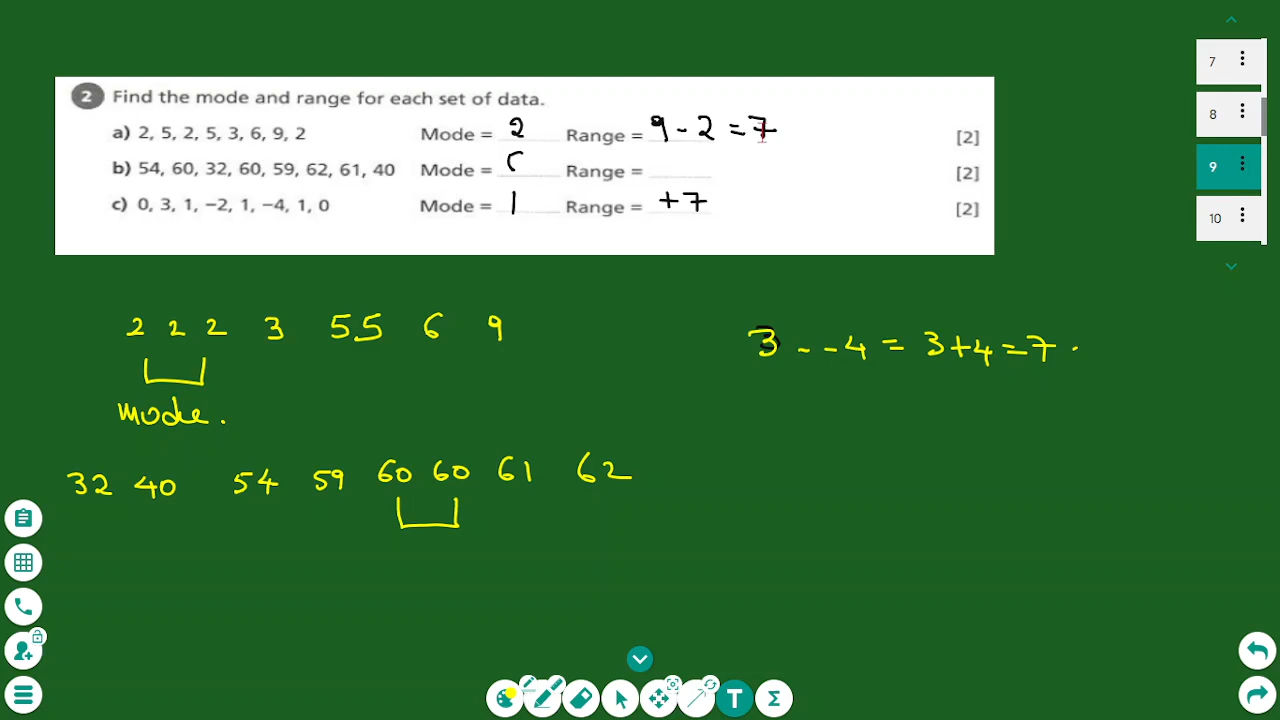 7
8
9
10
2 Find the mode and range for each set of data.
a) 2, 5, 2, 5, 3, 6, 9, 2 Mode = 2 Range = 9 - 2 = 7 [2]
b) 54, 60, 32, 60, 59, 62, 61, 40 Mode = Range = [2]
c) 0, 3, 1, −2, 1, −4, 1, 0 Mode = 1 Range = +7 [2]
2 2 2 3 5 5 6 9
mode.
3 - - 4 = 3 + 4 = 7 .
32 40 54 59 60 60 61 62
T Σ